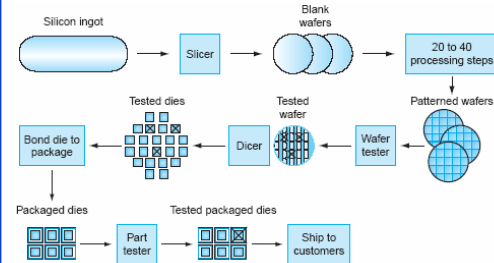 Silicon ingot
Slicer
Blank
wafers
20 to 40
processing steps
Tested dies
Tested
wafer
Patterned wafers
Bond die to
package
Dicer
Wafer
tester
Packaged dies
Tested packaged dies
Part
tester
Ship to
customers